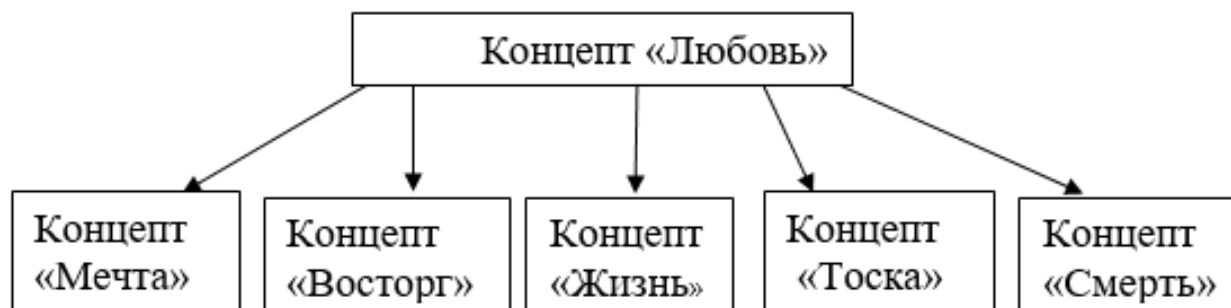 Концепт «Любовь»
Концепт
«Мечта»
Концепт
«Восторг»
Концепт
«Жизнь»
Концепт
«Тоска»
Концепт
«Смерть»